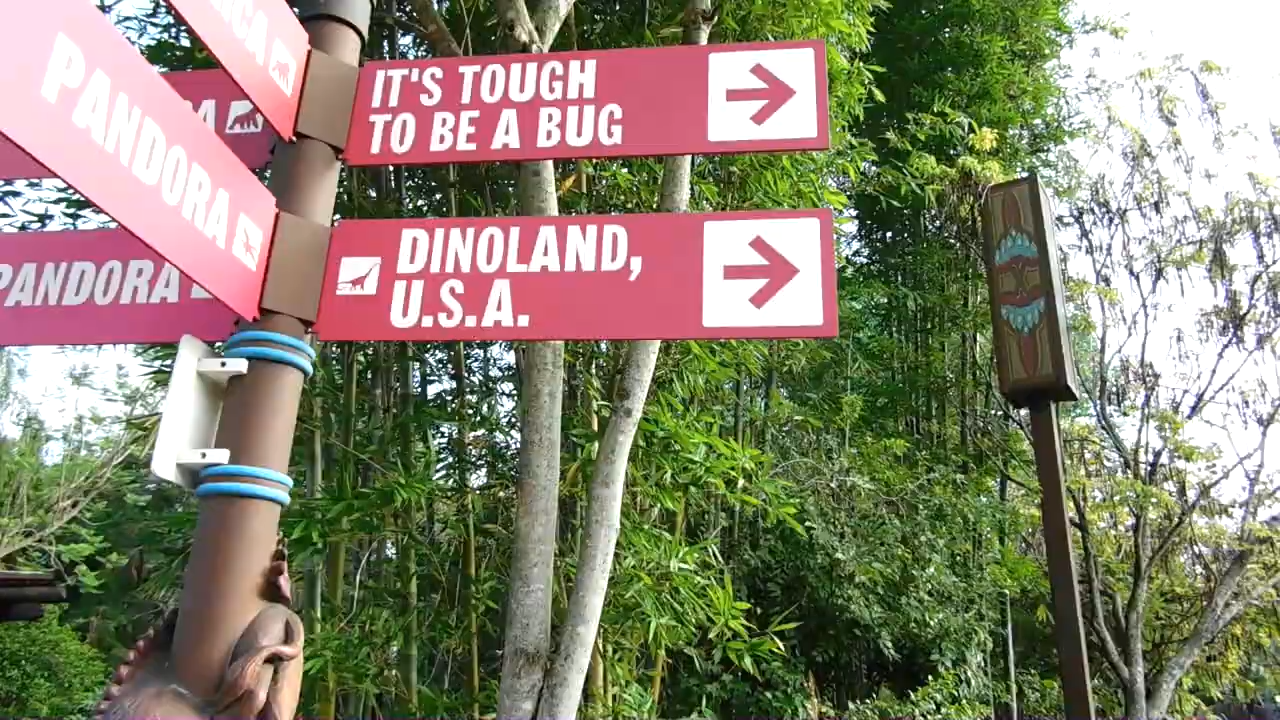 PANDORA
PANDORA
IT'S TOUGH
TO BE A BUG
DINOLAND,
U.S.A.